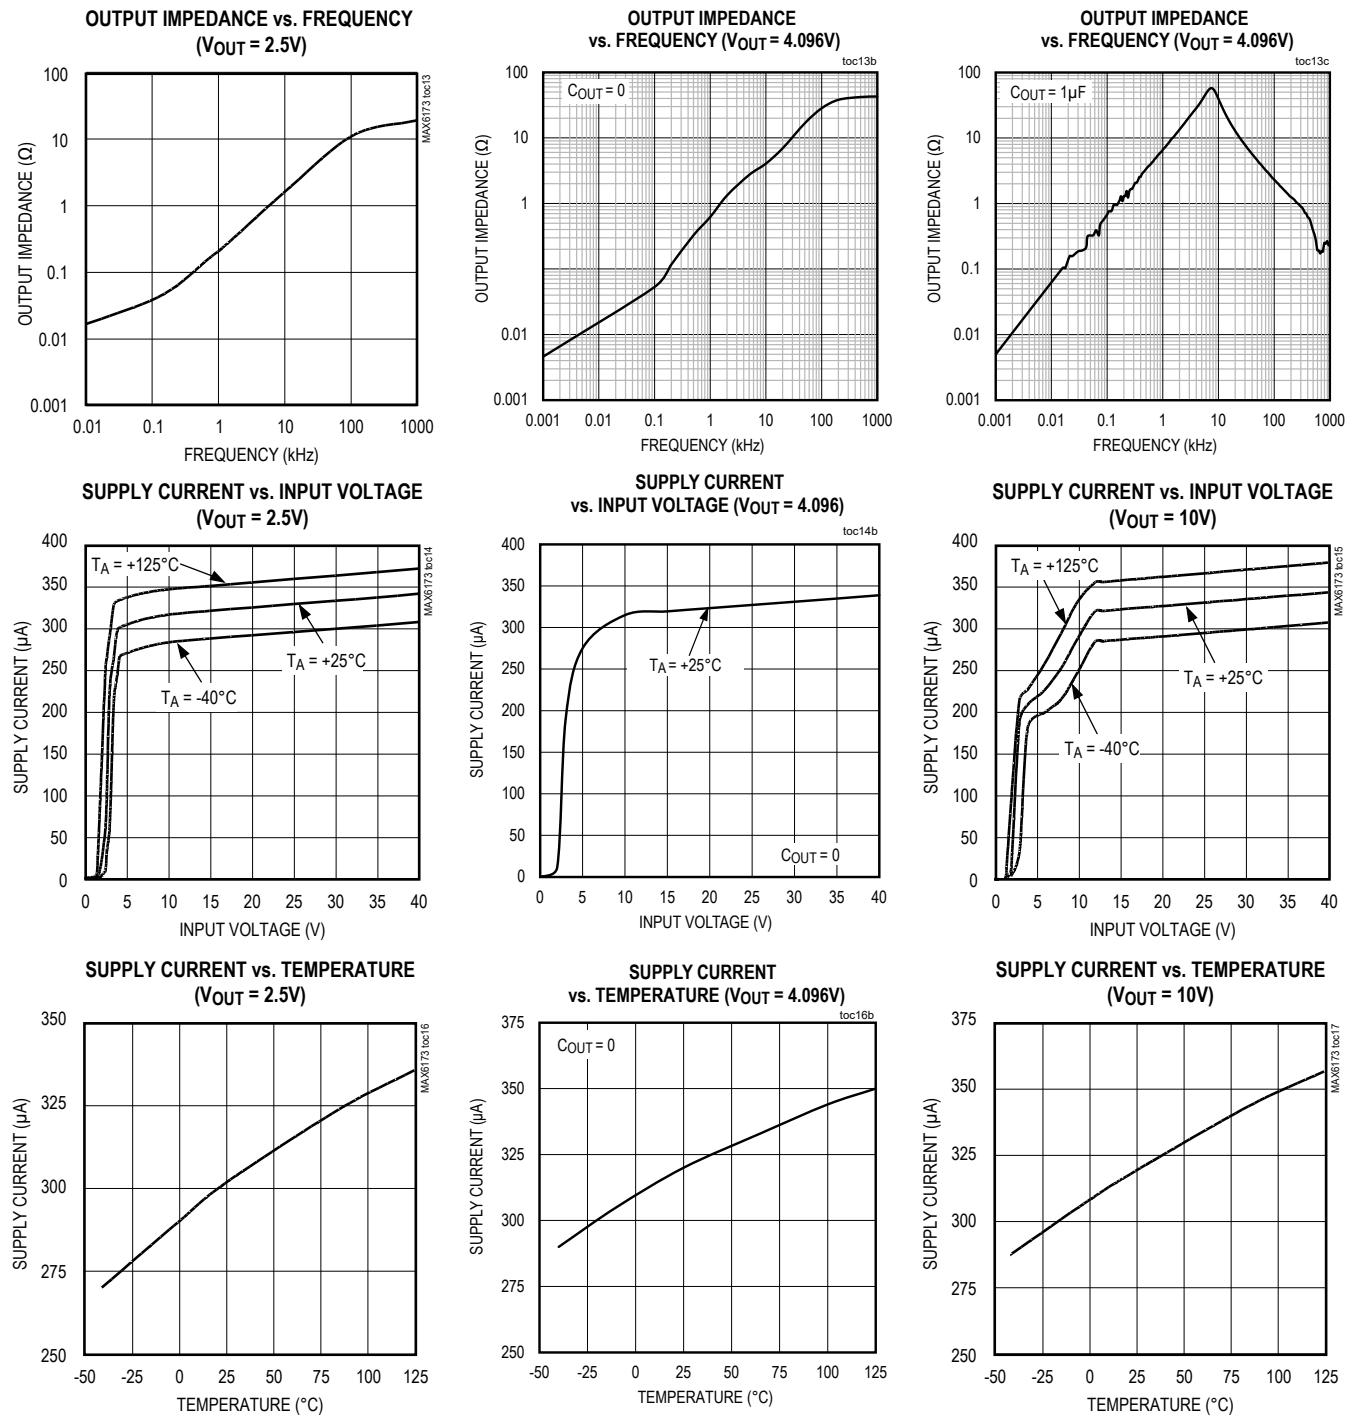 OUTPUT IMPEDANCE vs. FREQUENCY
(VOUT = 2.5V)
MAX6173 toc13
OUTPUT IMPEDANCE (Ω)
100
10
1
0.1
0.01
0.001
0.01 0.1 1 10 100 1000
FREQUENCY (kHz)
OUTPUT IMPEDANCE
vs. FREQUENCY (VOUT = 4.096V)
toc13b
COUT = 0
OUTPUT IMPEDANCE (Ω)
100
10
1
0.1
0.01
0.001
0.001 0.01 0.1 1 10 100 1000
FREQUENCY (kHz)
OUTPUT IMPEDANCE
vs. FREQUENCY (VOUT = 4.096V)
toc13c
COUT = 1µF
OUTPUT IMPEDANCE (Ω)
100
10
1
0.1
0.01
0.001
0.001 0.01 0.1 1 10 100 1000
FREQUENCY (kHz)
SUPPLY CURRENT vs. INPUT VOLTAGE
(VOUT = 2.5V)
MAX6173 toc14
SUPPLY CURRENT (µA)
400
350
300
250
200
150
100
50
0
TA = +125°C
TA = +25°C
TA = -40°C
0 5 10 15 20 25 30 35 40
INPUT VOLTAGE (V)
SUPPLY CURRENT
vs. INPUT VOLTAGE (VOUT = 4.096)
toc14b
SUPPLY CURRENT (µA)
400
350
300
250
200
150
100
50
0
TA = +25°C
COUT = 0
0 5 10 15 20 25 30 35 40
INPUT VOLTAGE (V)
SUPPLY CURRENT vs. INPUT VOLTAGE
(VOUT = 10V)
MAX6173 toc15
SUPPLY CURRENT (µA)
400
350
300
250
200
150
100
50
0
TA = +125°C
TA = +25°C
TA = -40°C
0 5 10 15 20 25 30 35 40
INPUT VOLTAGE (V)
SUPPLY CURRENT vs. TEMPERATURE
(VOUT = 2.5V)
MAX6173 toc16
SUPPLY CURRENT (µA)
350
325
300
275
250
-50 -25 0 25 50 75 100 125
TEMPERATURE (°C)
SUPPLY CURRENT
vs. TEMPERATURE (VOUT = 4.096V)
toc16b
COUT = 0
SUPPLY CURRENT (µA)
375
350
325
300
275
250
-50 -25 0 25 50 75 100 125
TEMPERATURE (°C)
SUPPLY CURRENT vs. TEMPERATURE
(VOUT = 10V)
MAX6173 toc17
SUPPLY CURRENT (µA)
375
350
325
300
275
250
-50 -25 0 25 50 75 100 125
TEMPERATURE (°C)